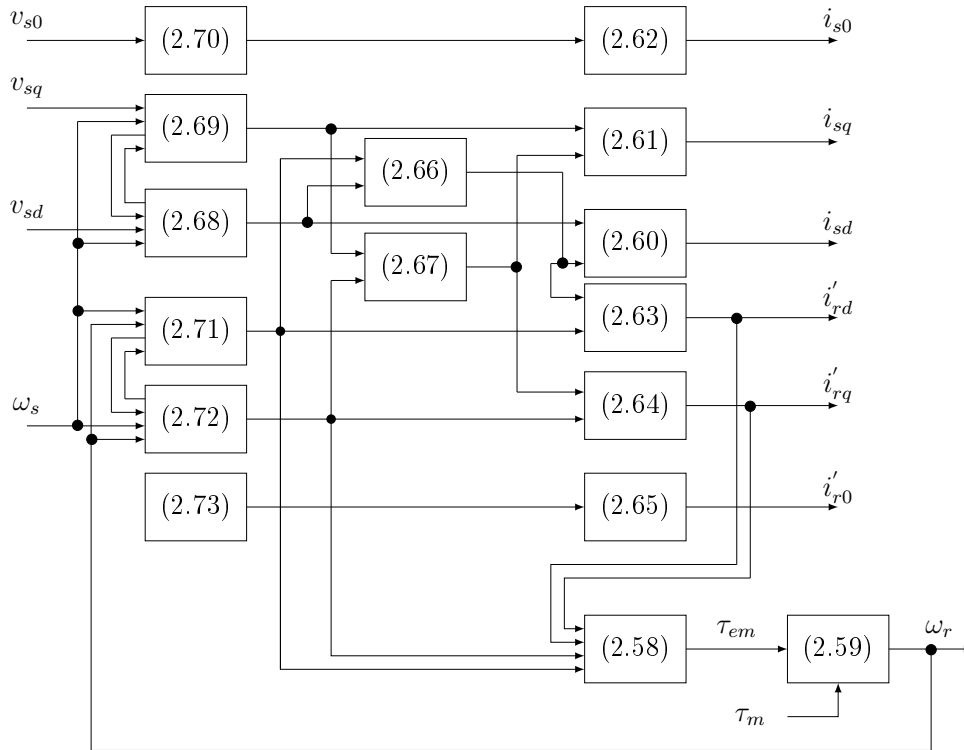 v_{s0} (2.70) (2.62) i_{s0}
v_{sq} (2.69) (2.61) i_{sq}
(2.66)
v_{sd} (2.68) (2.60) i_{sd}
(2.67)
(2.71) (2.63) i'_{rd}
ω_s (2.72) (2.64) i'_{rq}
(2.73) (2.65) i'_{r0}
(2.58) τ_{em} (2.59) ω_r
τ_m